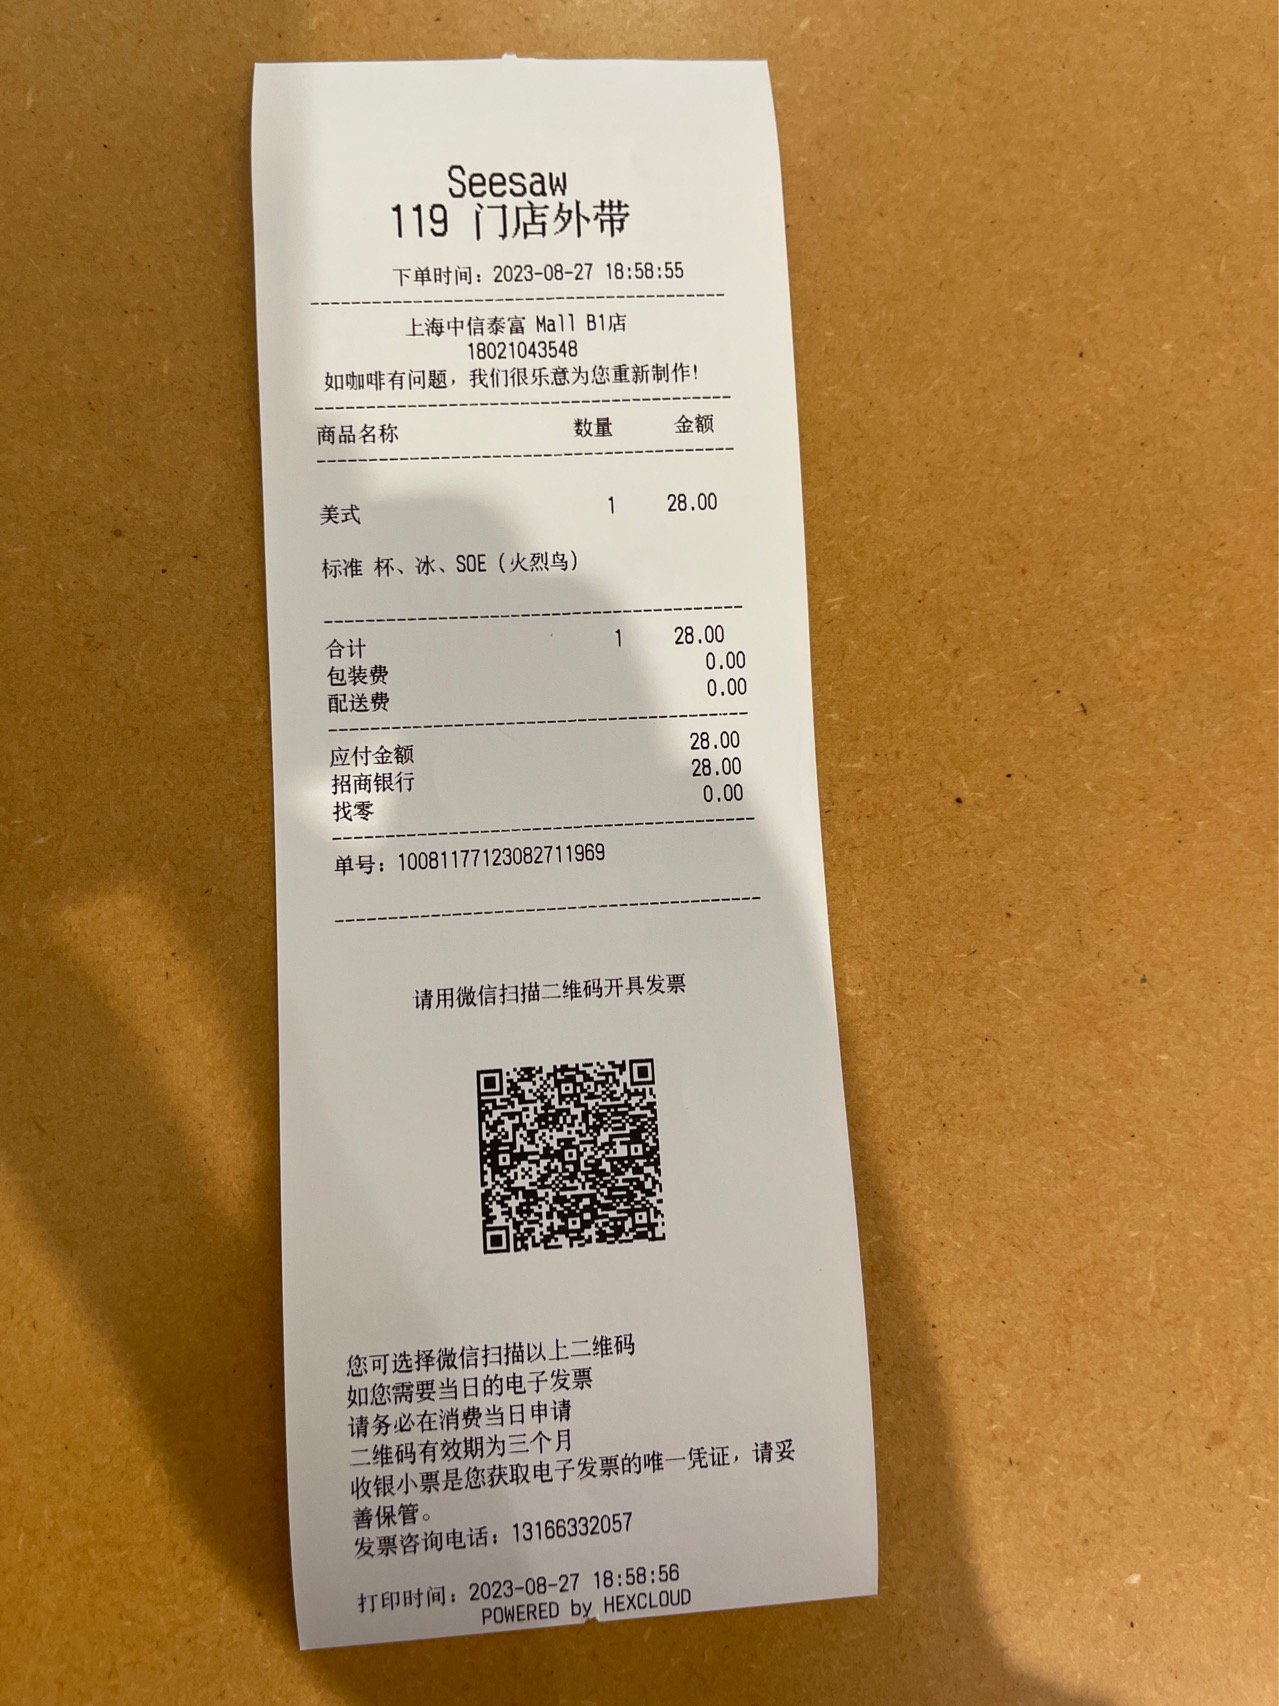 Seesaw
119 门店外带
下单时间：2023-08-27 18:58:55
上海中信泰富 Mall B1店
18021043548
如咖啡有问题，我们很乐意为您重新制作!
商品名称 数量 金额
美式 1 28.00
标准 杯、冰、SOE（火烈鸟）
合计 1 28.00
包装费 0.00
配送费 0.00
应付金额 28.00
招商银行 28.00
找零 0.00
单号：10081177123082711969
请用微信扫描二维码开具发票
您可选择微信扫描以上二维码
如您需要当日的电子发票
请务必在消费当日申请
二维码有效期为三个月
收银小票是您获取电子发票的唯一凭证，请妥
善保管。
发票咨询电话：13166332057
打印时间：2023-08-27 18:58:56
POWERED by HEXCLOUD